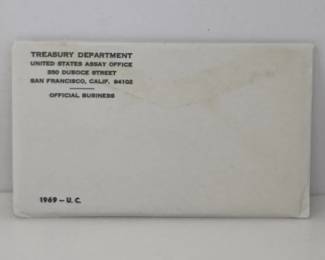 TREASURY DEPARTMENT
UNITED STATES ASSAY OFFICE
350 DUBOCE STREET
SAN FRANCISCO, CALIF. 94102
OFFICIAL BUSINESS
1969 – U. C.